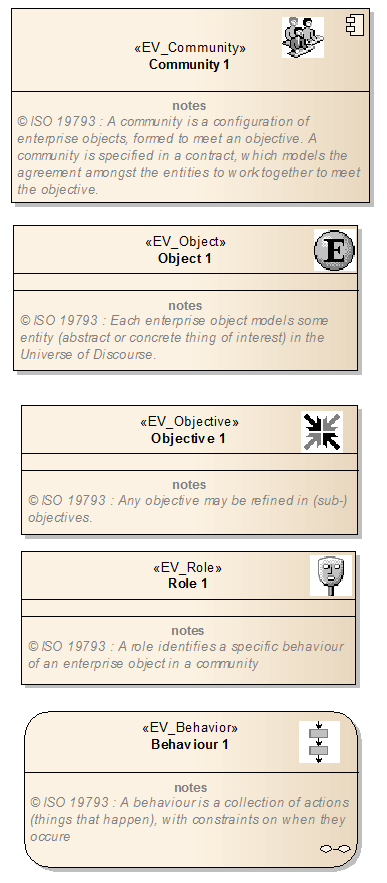 «EV_Community»
Community 1
notes
© ISO 19793 : A community is a configuration of
enterprise objects, formed to meet an objective. A
community is specified in a contract, which models the
agreement amongst the entities to work together to meet
the objective.
«EV_Object»
Object 1
E
notes
© ISO 19793 : Each enterprise object models some
entity (abstract or concrete thing of interest) in the
Universe of Discourse.
«EV_Objective»
Objective 1
notes
© ISO 19793 : Any objective may be refined in (sub-)
objectives.
«EV_Role»
Role 1
notes
© ISO 19793 : A role identifies a specific behaviour
of an enterprise object in a community
«EV_Behavior»
Behaviour 1
notes
© ISO 19793 : A behaviour is a collection of actions
(things that happen), with constraints on when they
occure